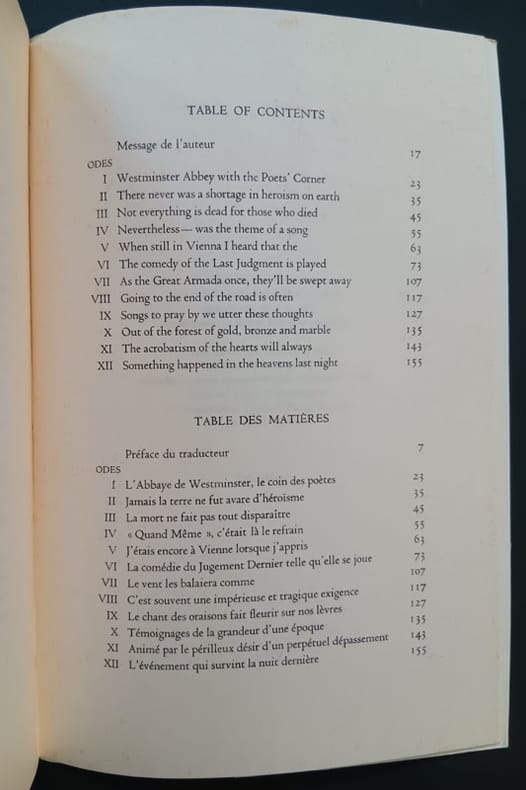 TABLE OF CONTENTS
Message de l'auteur 17
ODES
I Westminster Abbey with the Poets' Corner 23
II There never was a shortage in heroism on earth 35
III Not everything is dead for those who died 45
IV Nevertheless— was the theme of a song 55
V When still in Vienna I heard that the 63
VI The comedy of the Last Judgment is played 73
VII As the Great Armada once, they'll be swept away 107
VIII Going to the end of the road is often 117
IX Songs to pray by we utter these thoughts 127
X Out of the forest of gold, bronze and marble 135
XI The acrobatism of the hearts will always 143
XII Something happened in the heavens last night 155
TABLE DES MATIÈRES
Préface du traducteur 7
ODES
I L'Abbaye de Westminster, le coin des poètes 23
II Jamais la terre ne fut avare d'héroïsme 35
III La mort ne fait pas tout disparaître 45
IV « Quand Même », c'était là le refrain 55
V J'étais encore à Vienne lorsque j'appris 63
VI La comédie du Jugement Dernier telle qu'elle se joue 73
VII Le vent les balaiera comme 107
VIII C'est souvent une impérieuse et tragique exigence 117
IX Le chant des oraisons fait fleurir sur nos lèvres 127
X Témoignages de la grandeur d'une époque 135
XI Animé par le périlleux désir d'un perpétuel dépassement 143
XII L'événement qui survint la nuit dernière 155